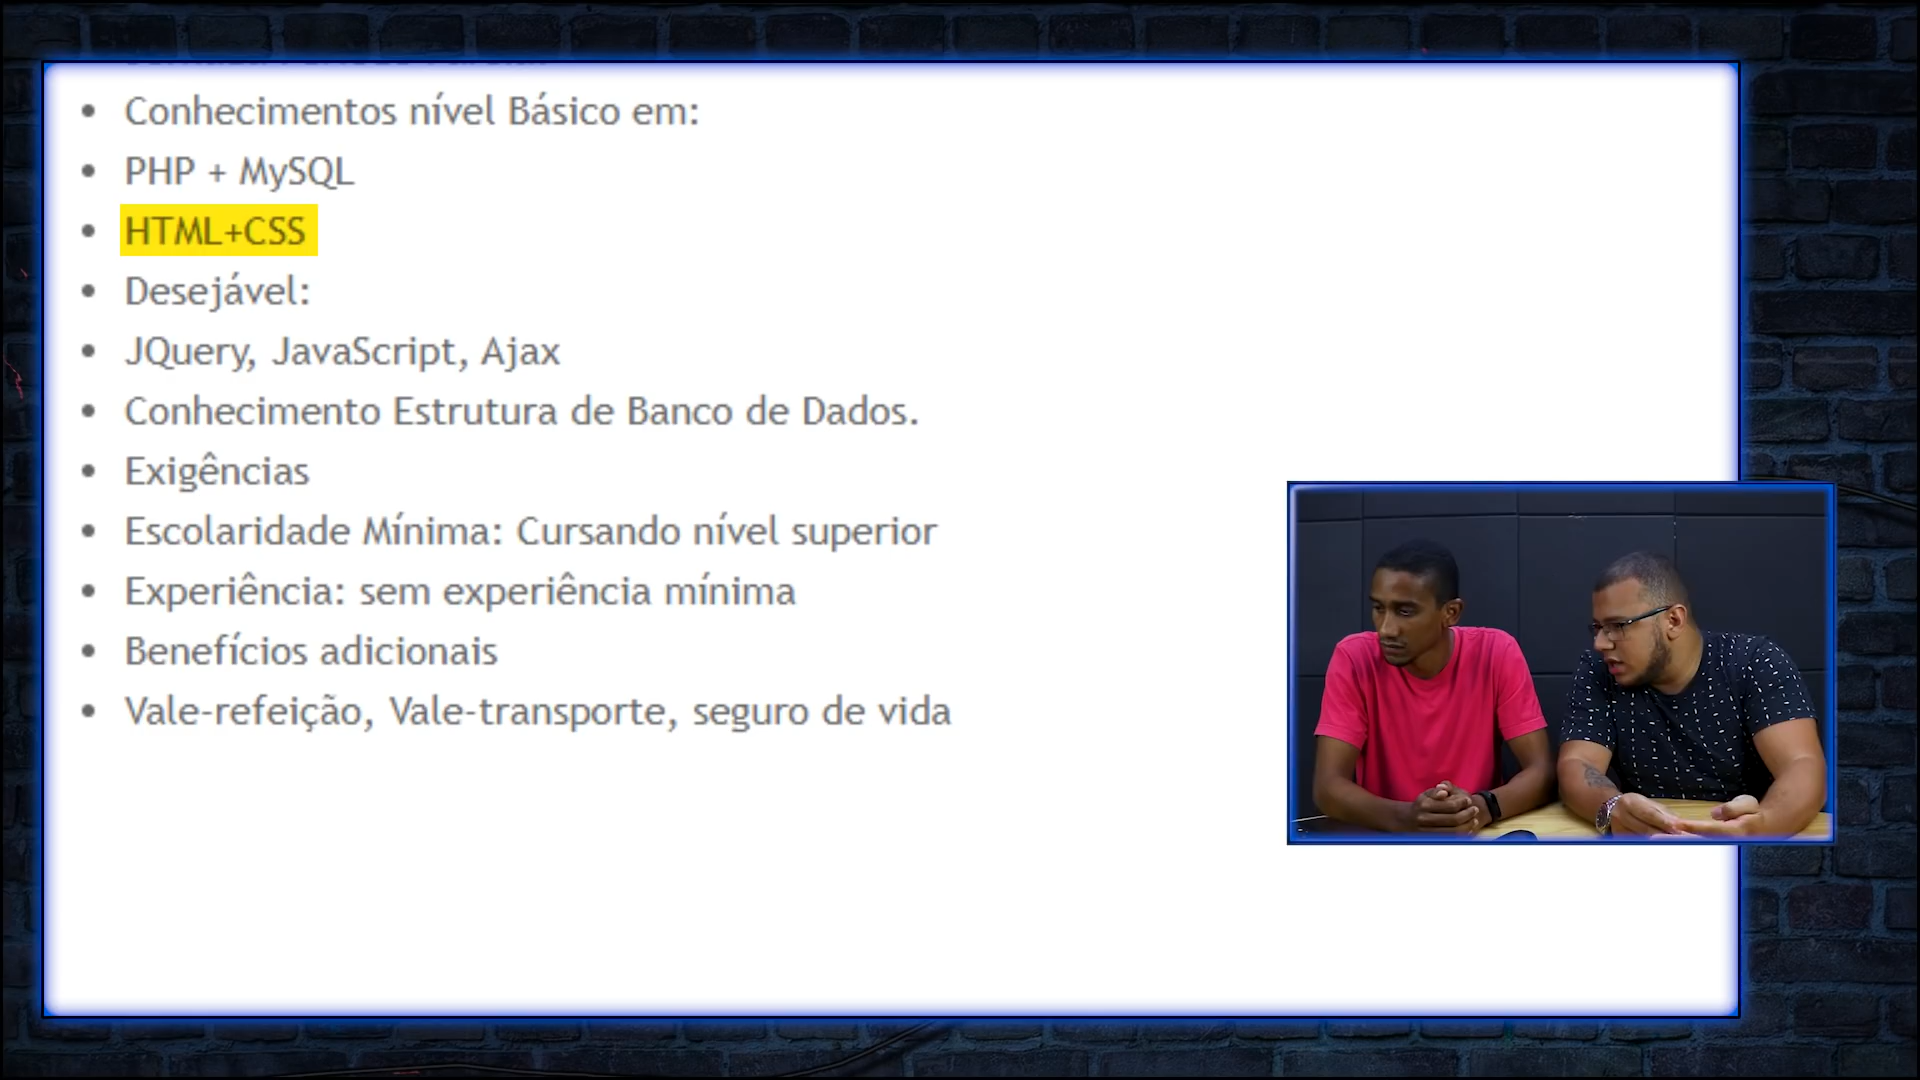 Conhecimentos nível Básico em:
PHP + MySQL
HTML+CSS
Desejável:
JQuery, JavaScript, Ajax
Conhecimento Estrutura de Banco de Dados.
Exigências
Escolaridade Mínima: Cursando nível superior
Experiência: sem experiência mínima
Benefícios adicionais
Vale-refeição, Vale-transporte, seguro de vida